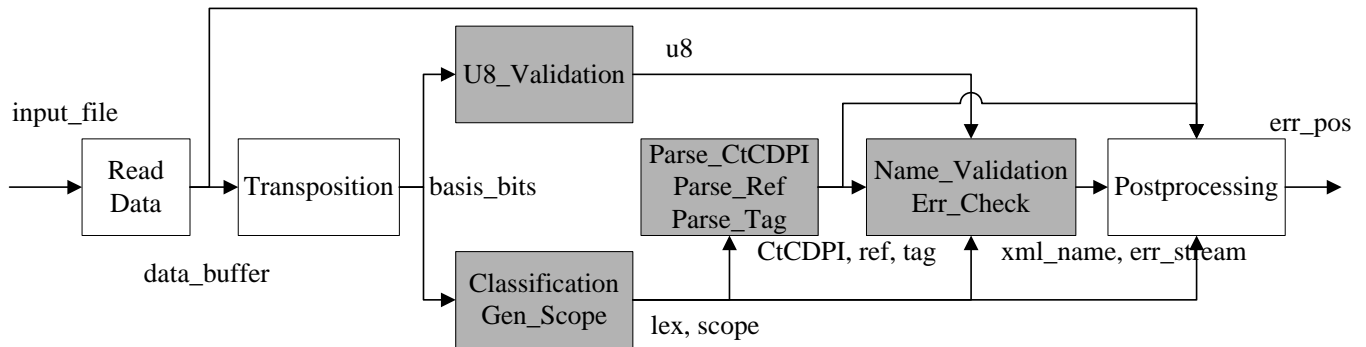 u8
U8_Validation
input_file
err_pos
Read
Data
Transposition
basis_bits
Parse_CtCDPI
Parse_Ref
Parse_Tag
Name_Validation
Err_Check
Postprocessing
CtCDPI, ref, tag
xml_name, err_stream
data_buffer
Classification
Gen_Scope
lex, scope